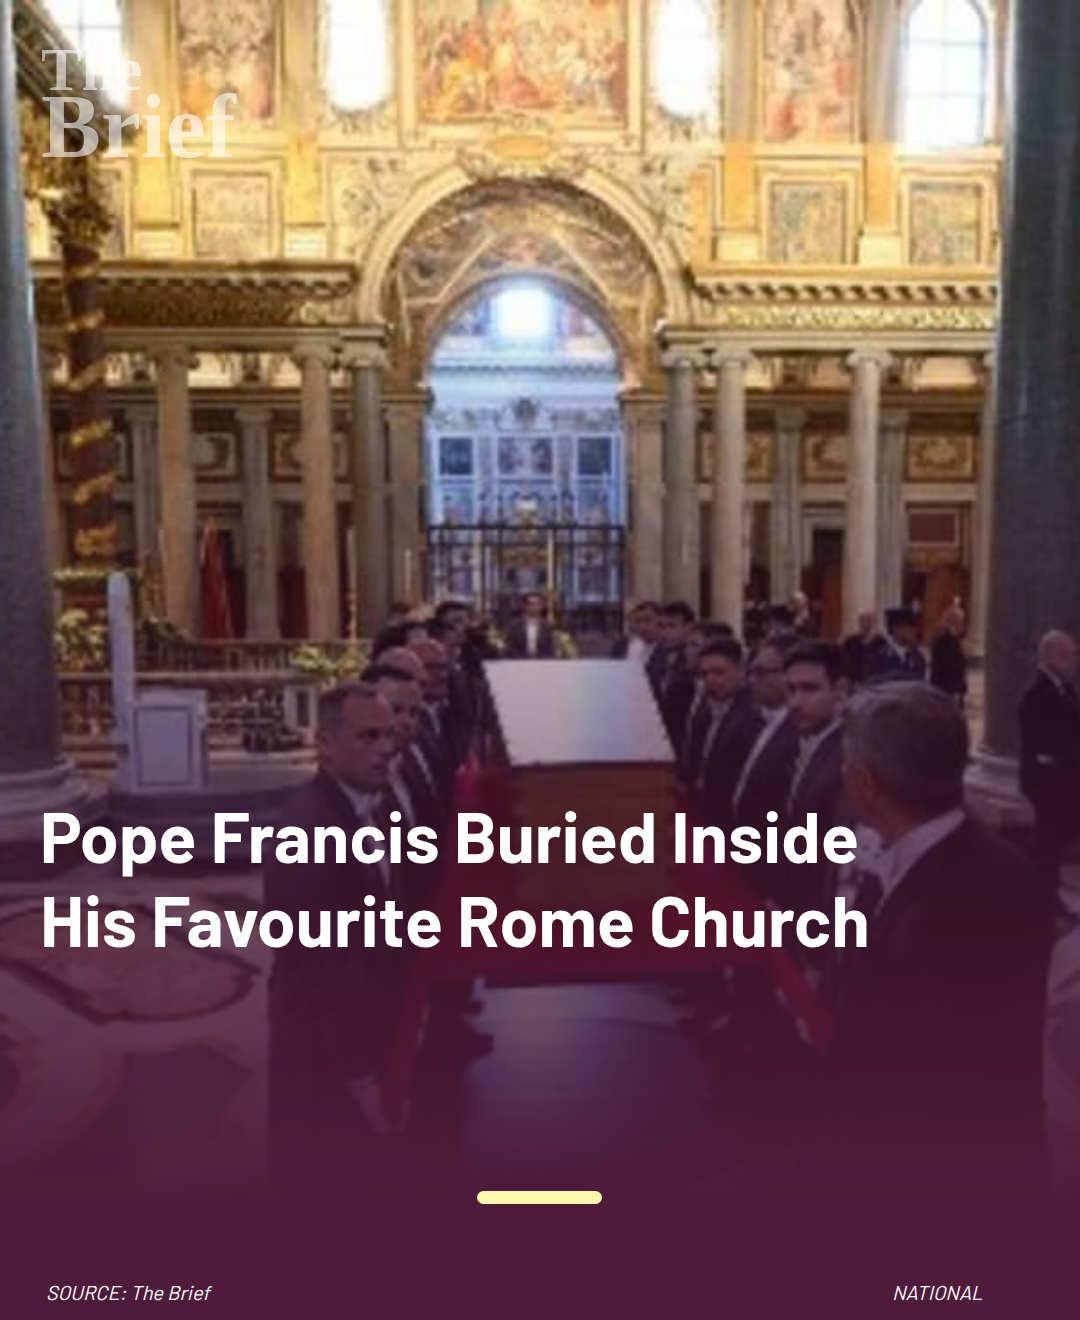 The
Brief
Pope Francis Buried Inside
His Favourite Rome Church
SOURCE: The Brief
NATIONAL